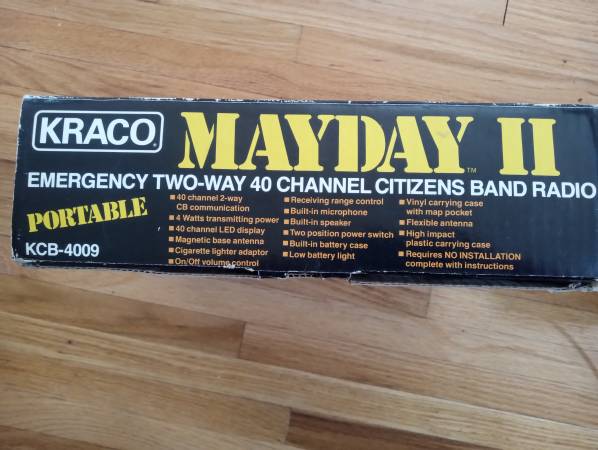 KRACO
MAYDAY II™
EMERGENCY TWO-WAY 40 CHANNEL CITIZENS BAND RADIO
PORTABLE
KCB-4009
■ 40 channel 2-way
CB communication
■ 4 Watts transmitting power
■ 40 channel LED display
■ Magnetic base antenna
■ Cigarette lighter adaptor
■ On/Off volume control
■ Receiving range control
■ Built-in microphone
■ Built-in speaker
■ Two position power switch
■ Built-in battery case
■ Low battery light
■ Vinyl carrying case
with map pocket
■ Flexible antenna
■ High impact
plastic carrying case
■ Requires NO INSTALLATION
complete with instructions